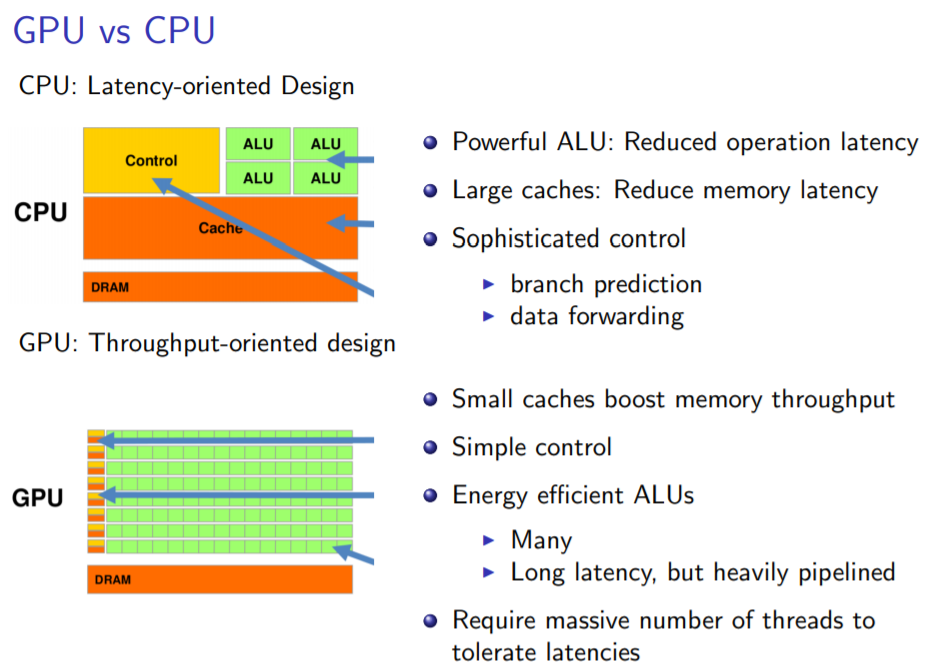 GPU vs CPU
CPU: Latency-oriented Design
CPU
Control
ALU
ALU
ALU
ALU
Cache
DRAM
Powerful ALU: Reduced operation latency
Large caches: Reduce memory latency
Sophisticated control
branch prediction
data forwarding
GPU: Throughput-oriented design
GPU
DRAM
Small caches boost memory throughput
Simple control
Energy efficient ALUs
Many
Long latency, but heavily pipelined
Require massive number of threads to
tolerate latencies